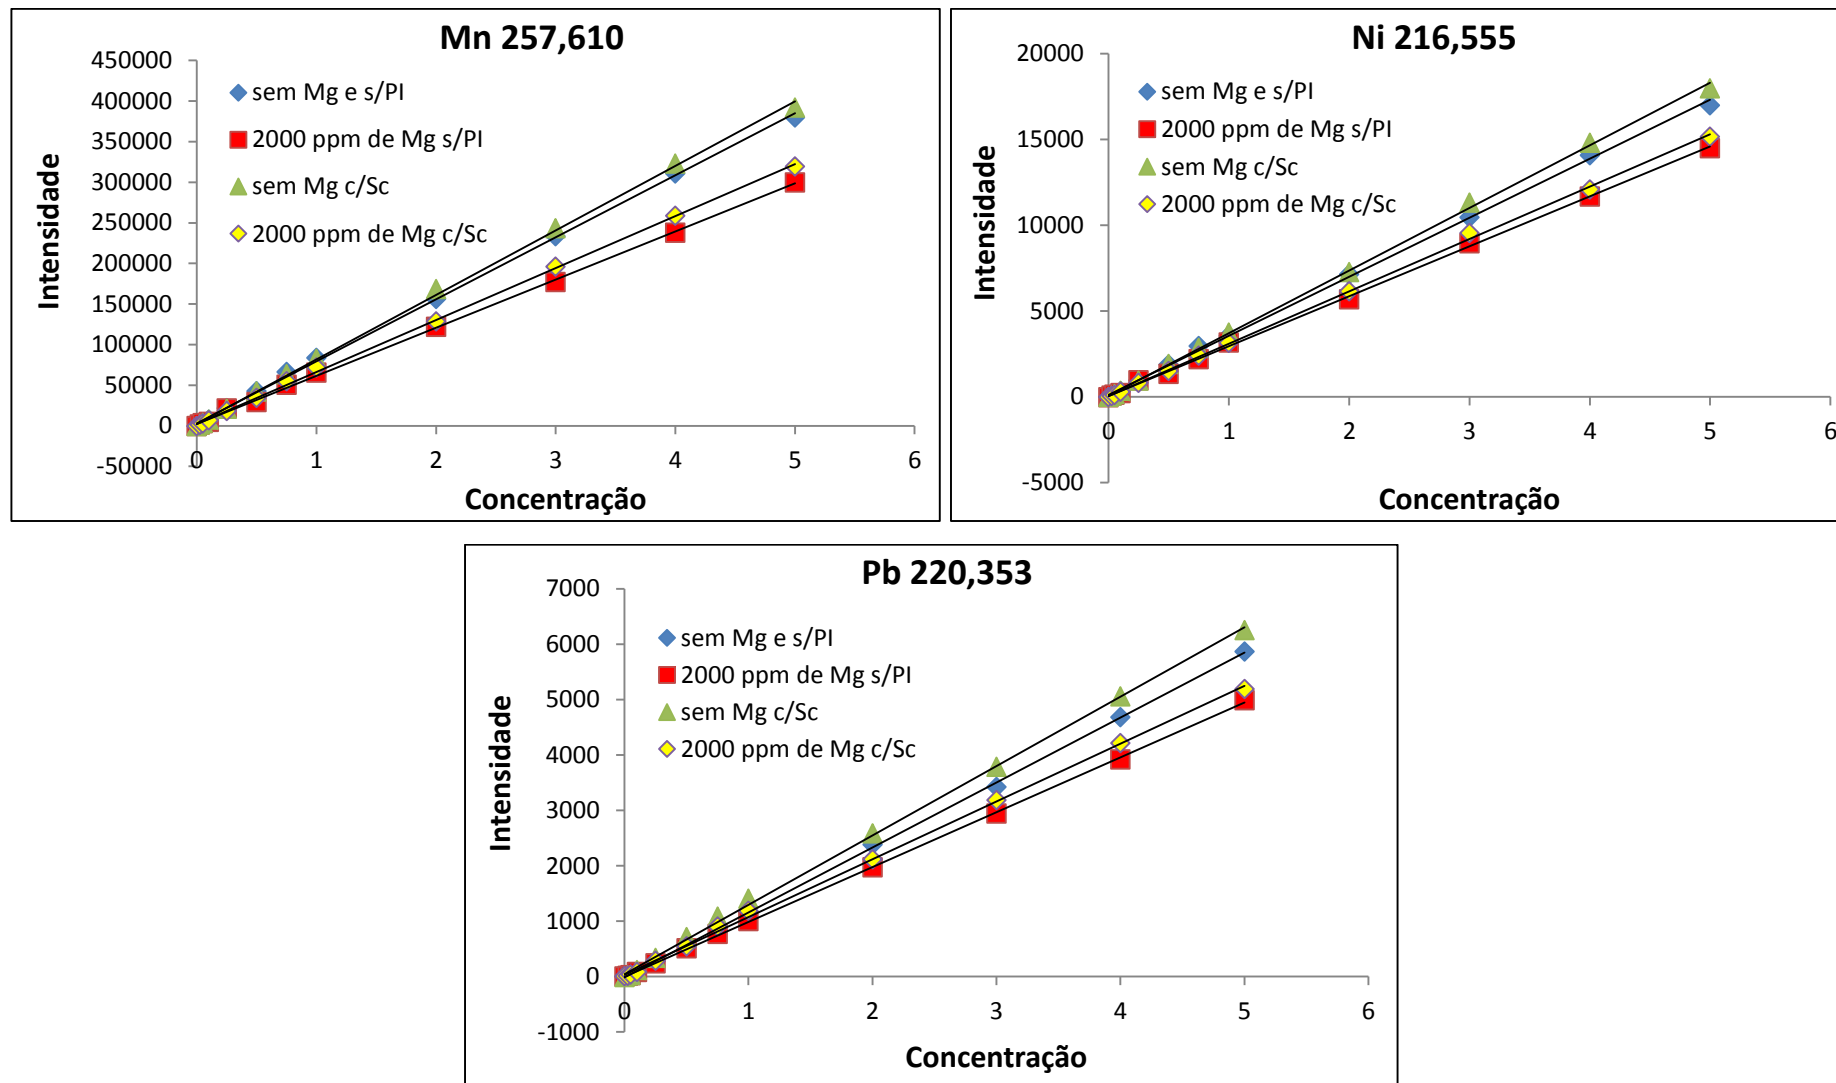 Mn 257,610
450000
400000
350000
300000
250000
200000
150000
100000
50000
0
-50000
Intensidade
sem Mg e s/PI
2000 ppm de Mg s/PI
sem Mg c/Sc
2000 ppm de Mg c/Sc
0 1 2 3 4 5 6
Concentração
Ni 216,555
20000
15000
10000
5000
0
-5000
Intensidade
sem Mg e s/PI
2000 ppm de Mg s/PI
sem Mg c/Sc
2000 ppm de Mg c/Sc
0 1 2 3 4 5 6
Concentração
Pb 220,353
7000
6000
5000
4000
3000
2000
1000
0
-1000
Intensidade
sem Mg e s/PI
2000 ppm de Mg s/PI
sem Mg c/Sc
2000 ppm de Mg c/Sc
0 1 2 3 4 5 6
Concentração